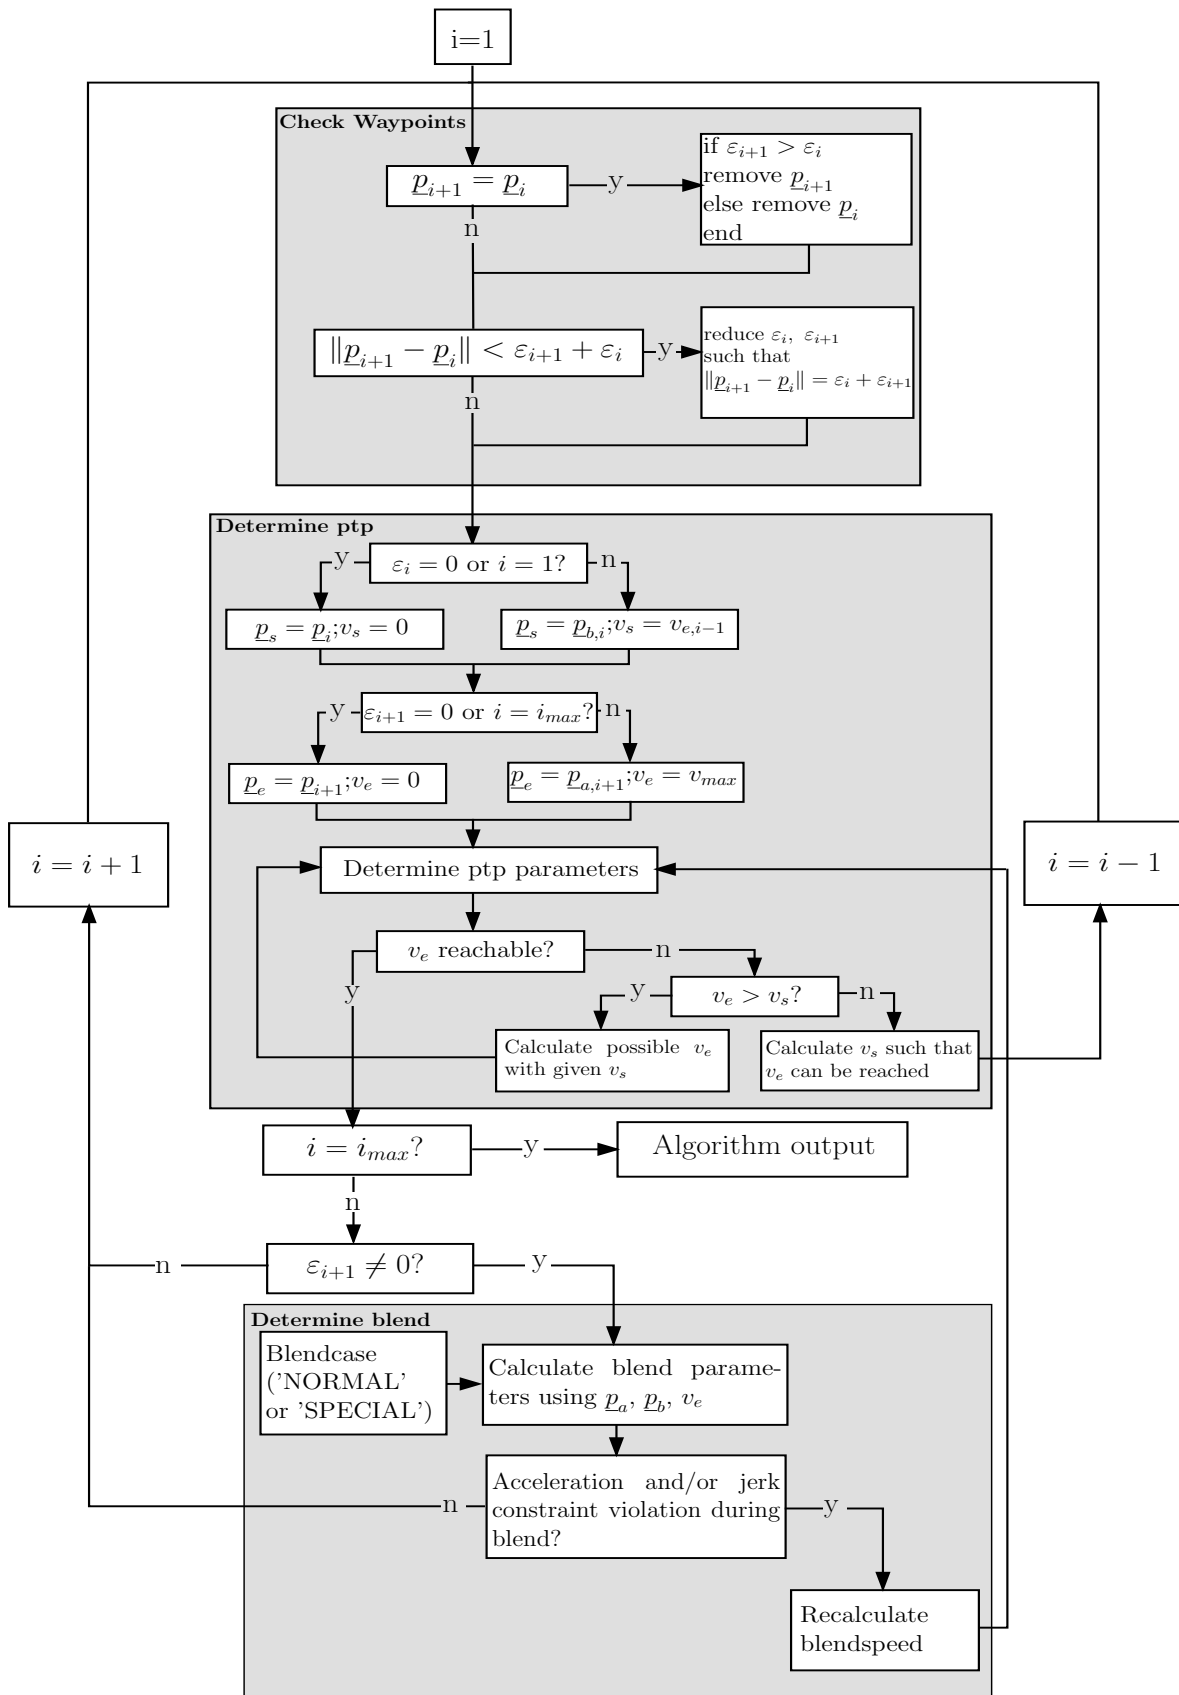 i=1
Check Waypoints
p_{i+1} = p_i
y
if ε_{i+1} > ε_i
remove p_{i+1}
else remove p_i
end
n
‖p_{i+1} − p_i‖ < ε_{i+1} + ε_i
y
reduce ε_i, ε_{i+1}
such that
‖p_{i+1} − p_i‖ = ε_i + ε_{i+1}
n
Determine ptp
y
ε_i = 0 or i = 1?
n
p_s = p_i;v_s = 0
p_s = p_{b,i};v_s = v_{e,i−1}
y
ε_{i+1} = 0 or i = i_{max}?
n
p_e = p_{i+1};v_e = 0
p_e = p_{a,i+1};v_e = v_{max}
i = i + 1
Determine ptp parameters
i = i − 1
v_e reachable?
n
y
y
v_e > v_s?
n
Calculate possible v_e
with given v_s
Calculate v_s such that
v_e can be reached
i = i_{max}?
y
Algorithm output
n
n
ε_{i+1} ≠ 0?
y
Determine blend
Blendcase
('NORMAL'
or 'SPECIAL')
Calculate blend parame-
ters using p_a, p_b, v_e
n
Acceleration and/or jerk
constraint violation during
blend?
y
Recalculate
blendspeed